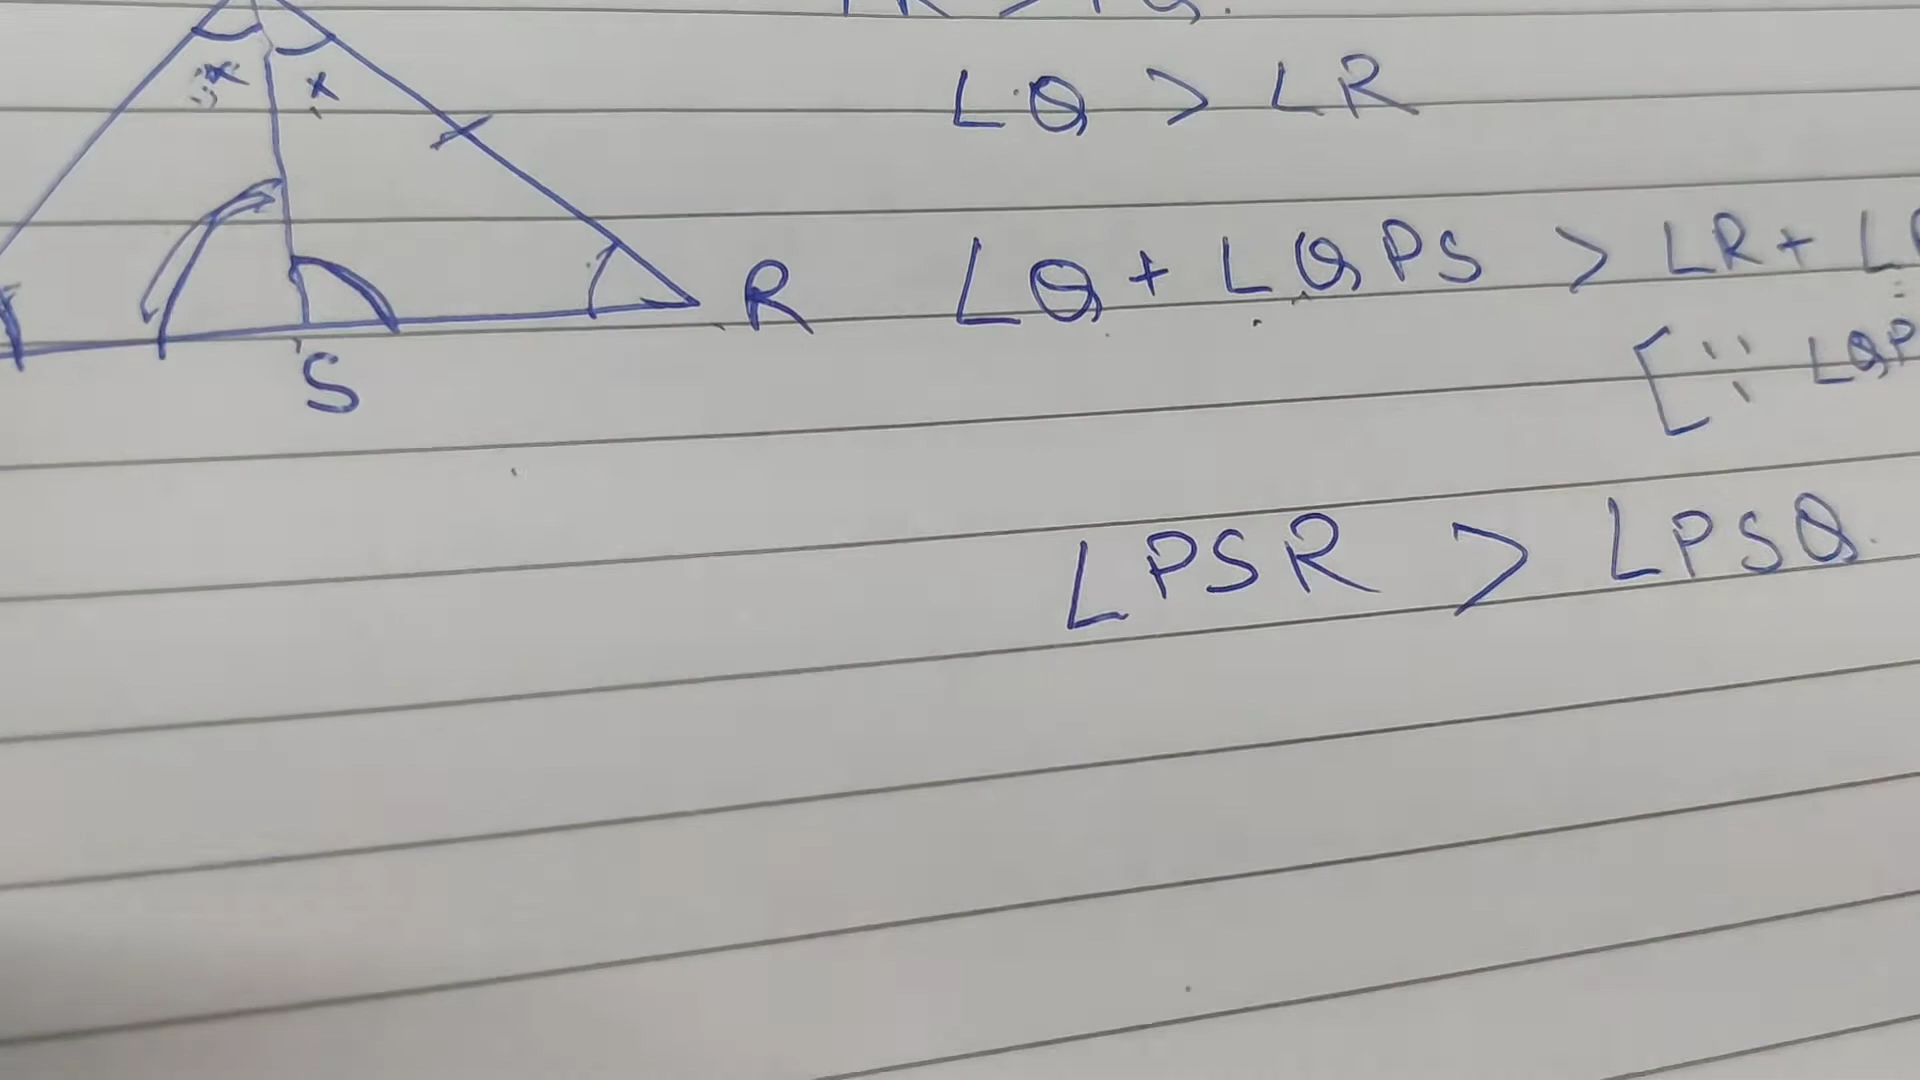 ∠Q > ∠R
x x
∠Q + ∠QPS > ∠R + ∠
R
[∵ ∠QP
S
∠PSR > ∠PSQ